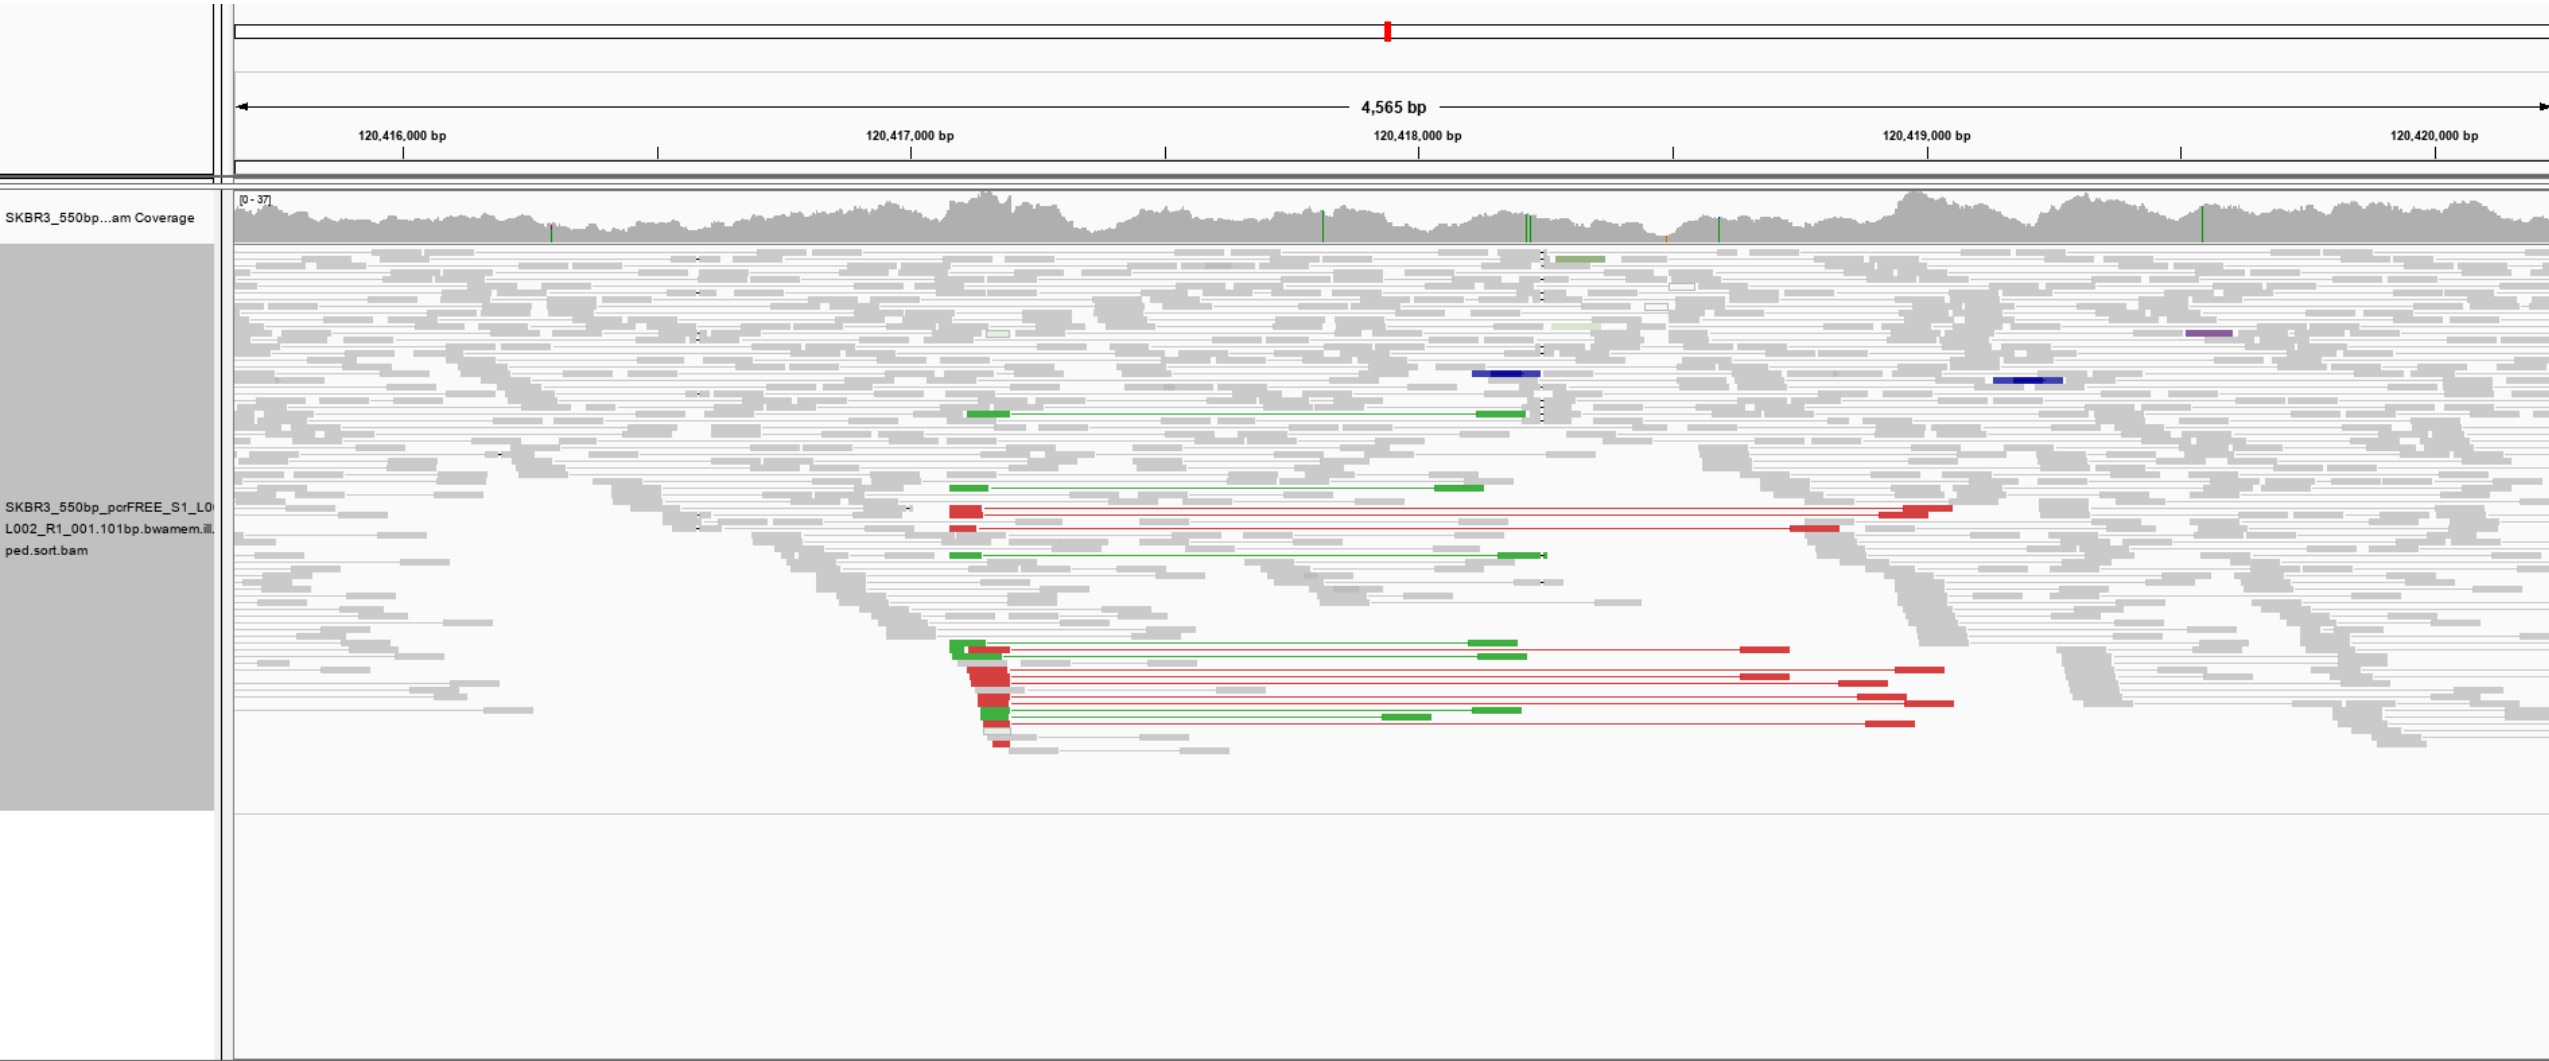 4,565 bp
120,416,000 bp
120,417,000 bp
120,418,000 bp
120,419,000 bp
120,420,000 bp
[0 - 37]
SKBR3_550bp...am Coverage
SKBR3_550bp_pcrFREE_S1_L0
L002_R1_001.101bp.bwamem.ill.
ped.sort.bam